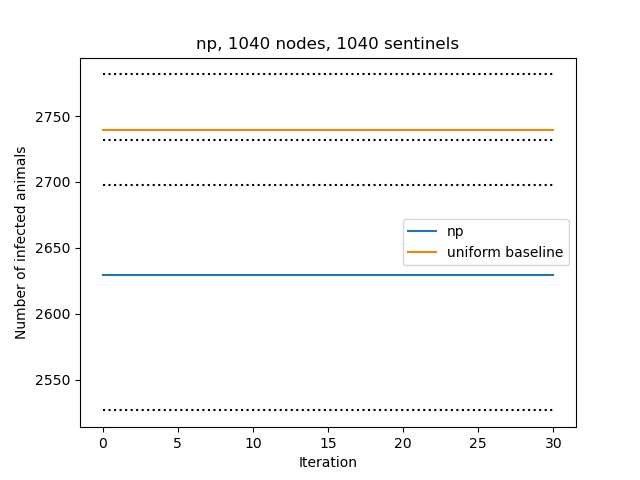 np, 1040 nodes, 1040 sentinels
Number of infected animals
2750
2700
2650
2600
2550
np
uniform baseline
0 5 10 15 20 25 30
Iteration